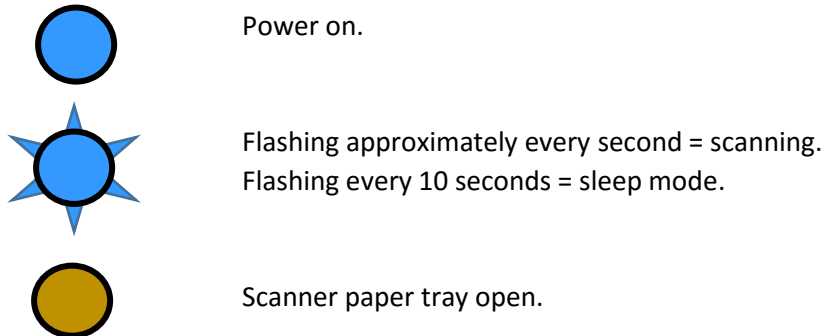 Power on.
Flashing approximately every second = scanning.
Flashing every 10 seconds = sleep mode.
Scanner paper tray open.